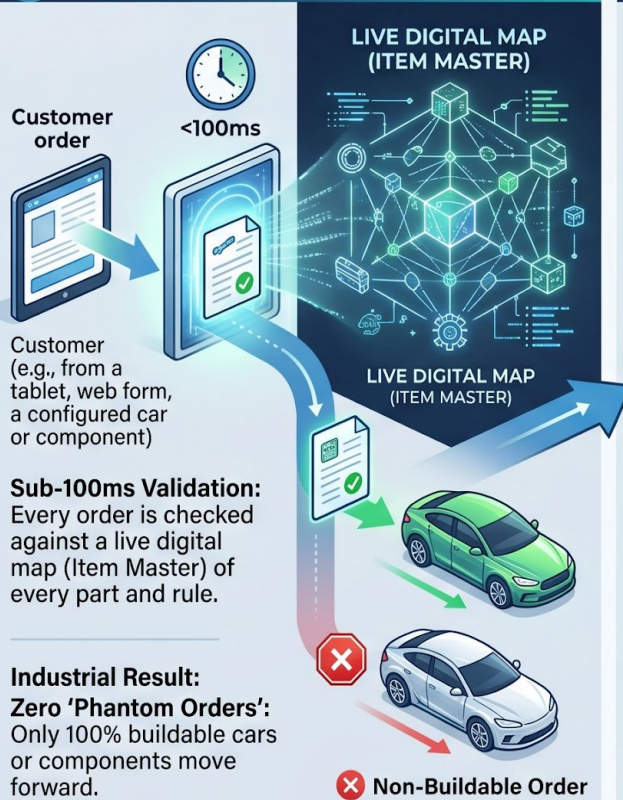 LIVE DIGITAL MAP
(ITEM MASTER)
<100ms
Customer
order
Customer
(e.g., from a
tablet, web form,
a configured car
or component)
LIVE DIGITAL MAP
(ITEM MASTER)
Sub-100ms Validation:
Every order is checked
against a live digital
map (Item Master) of
every part and rule.
Industrial Result:
Zero ‘Phantom Orders’:
Only 100% buildable cars
or components move
forward.
Non-Buildable Order